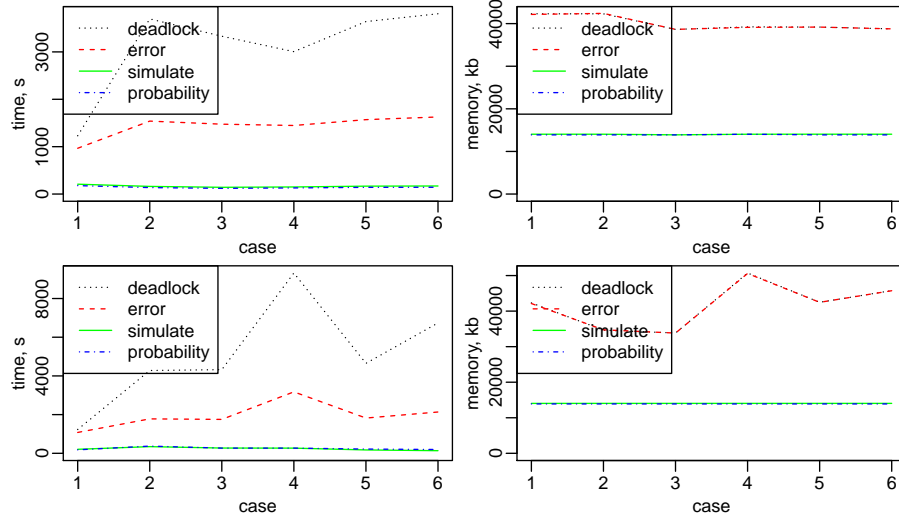 time, s
3000
1000
0
deadlock
error
simulate
probability
1 2 3 4 5 6
case
memory, kb
40000
20000
0
deadlock
error
simulate
probability
1 2 3 4 5 6
case
time, s
8000
4000
0
deadlock
error
simulate
probability
1 2 3 4 5 6
case
memory, kb
40000
20000
0
deadlock
error
simulate
probability
1 2 3 4 5 6
case